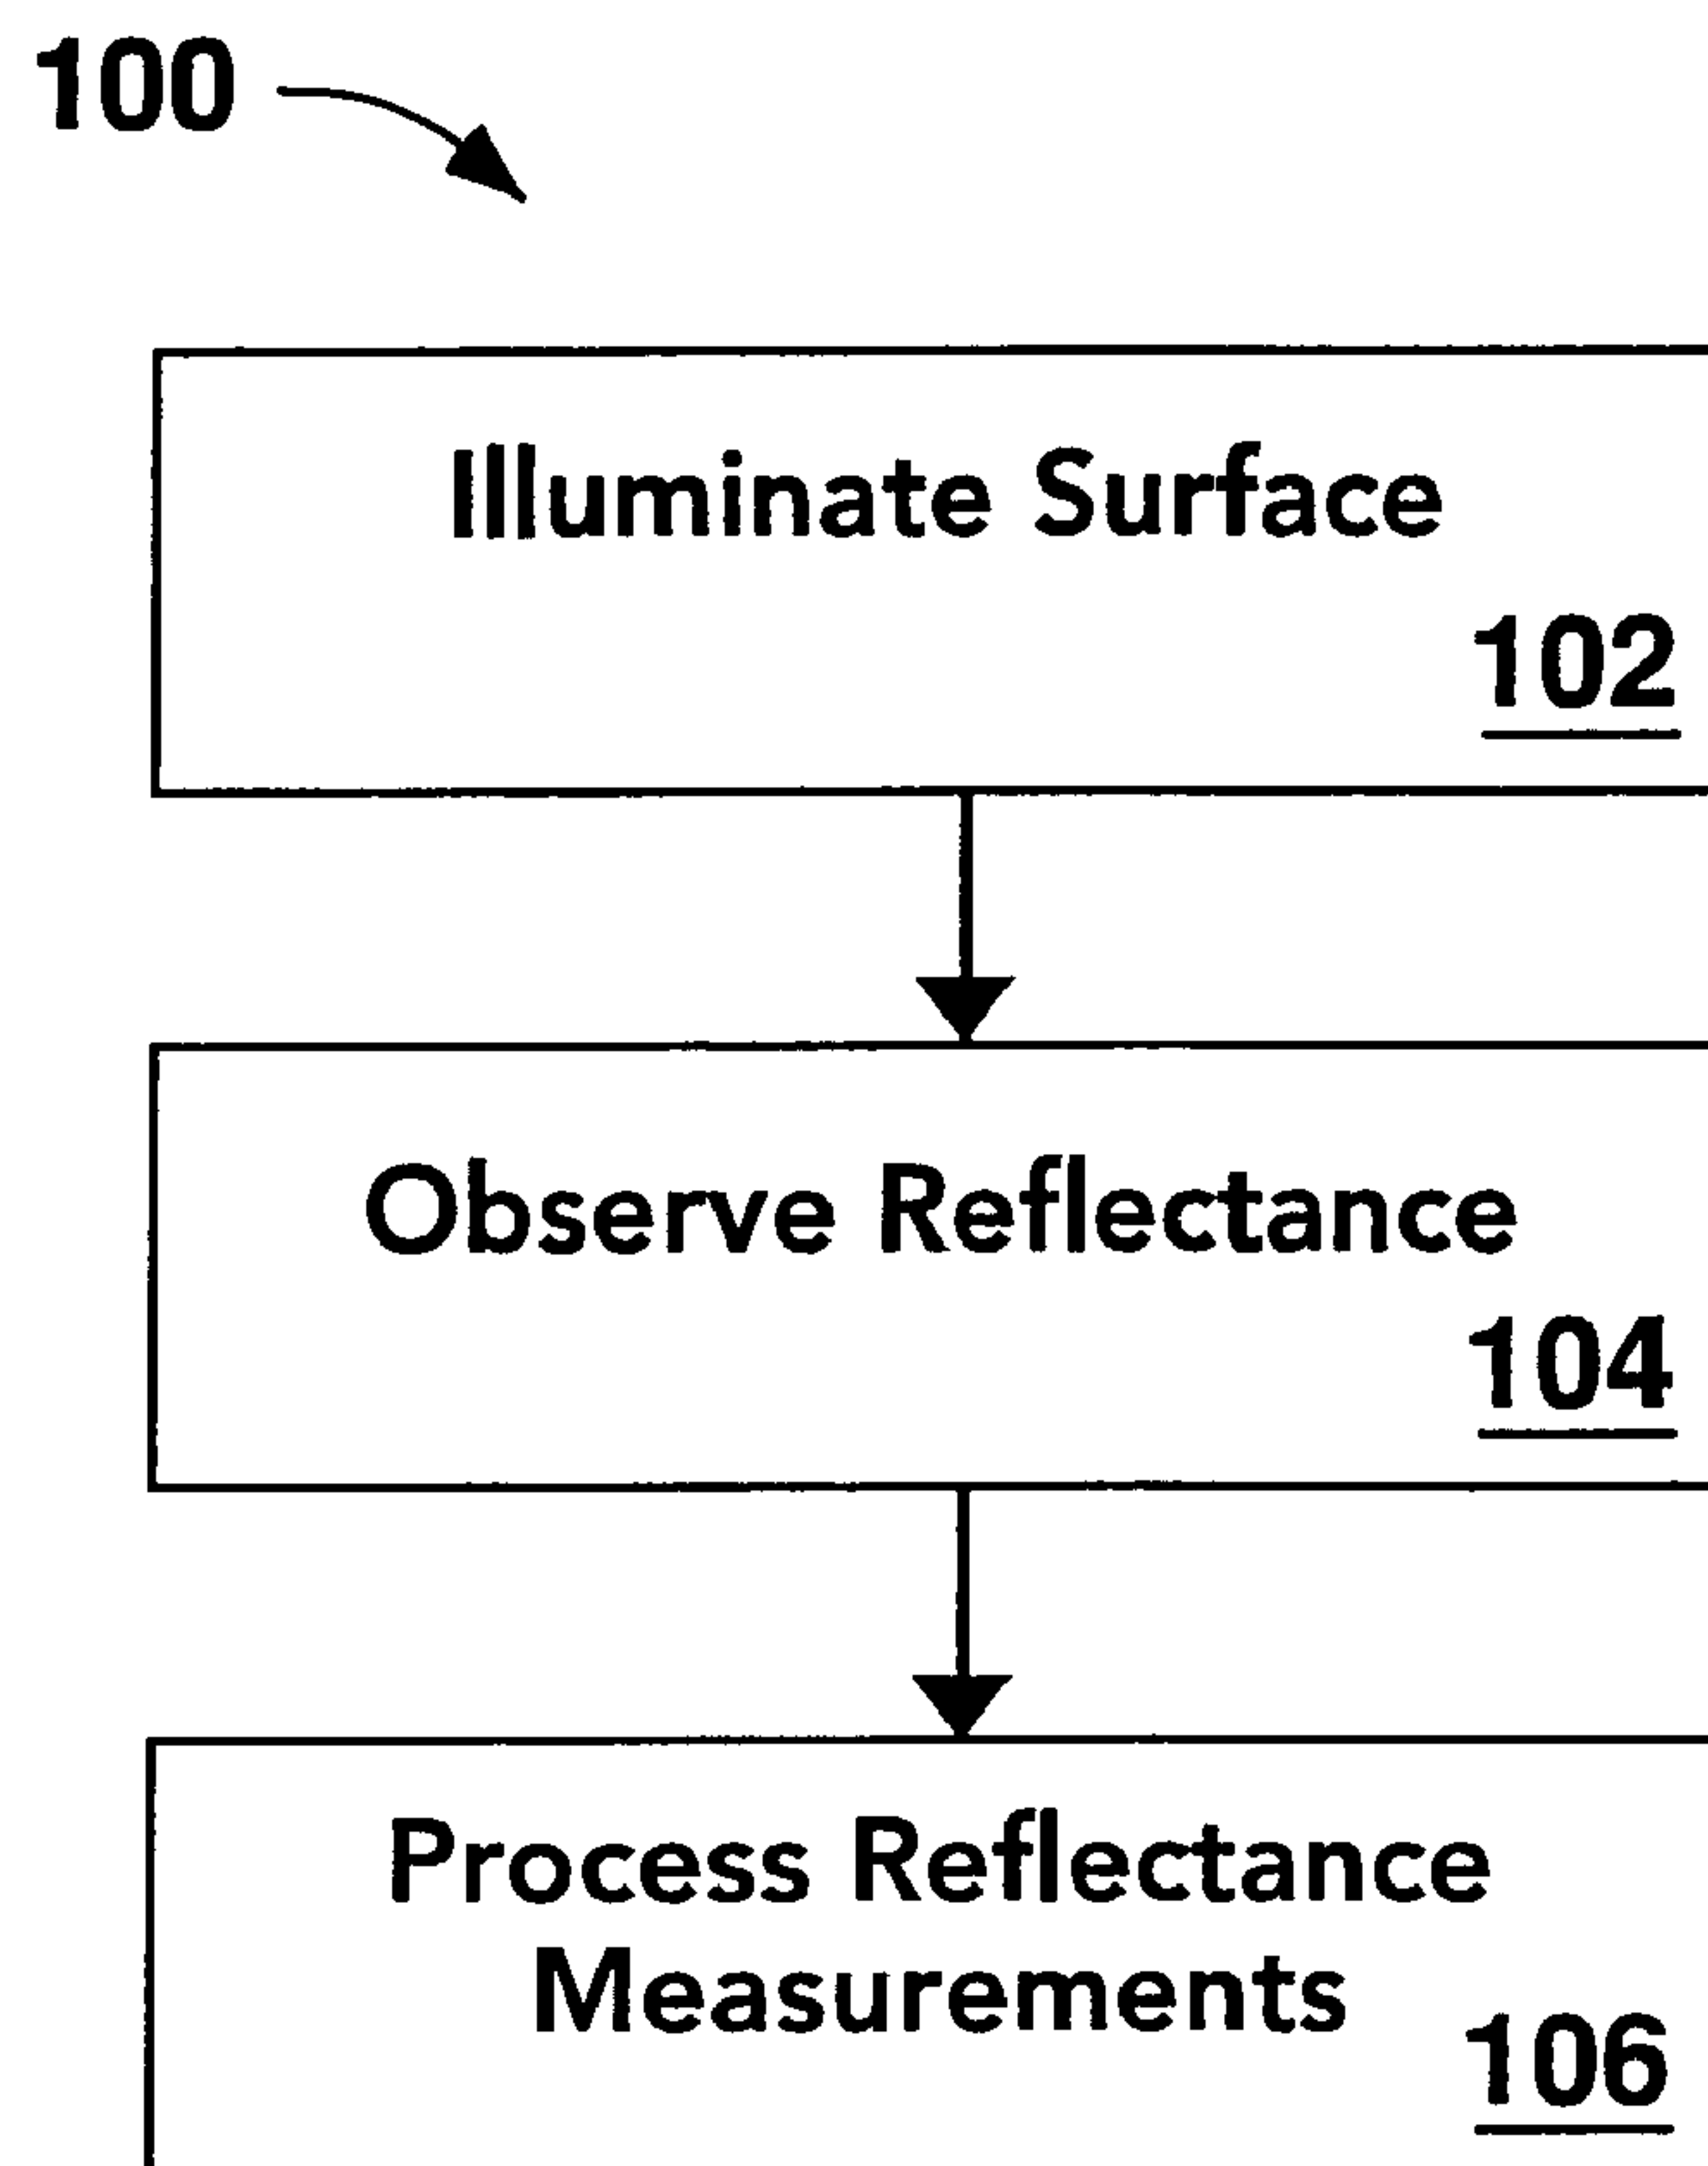 100
Illuminate Surface
102
Observe Reflectance
104
Process Reflectance
Measurements
106